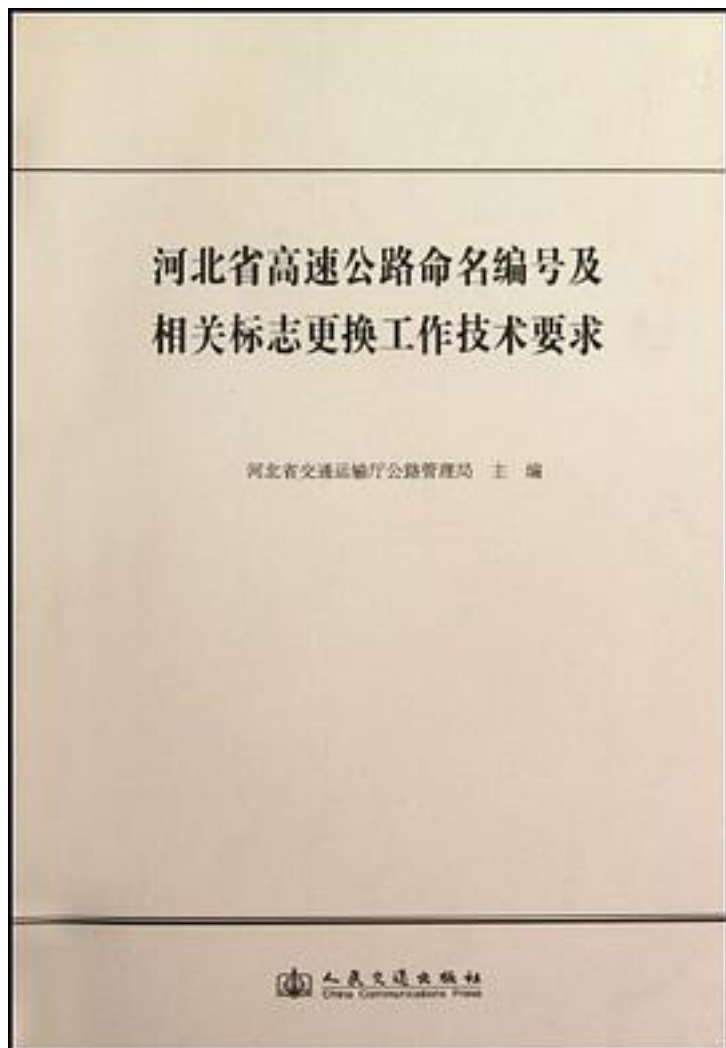 河北省高速公路命名编号及
相关标志更换工作技术要求
河北省交通运输厅公路管理局 主 编
人民交通出版社
China Communications Press